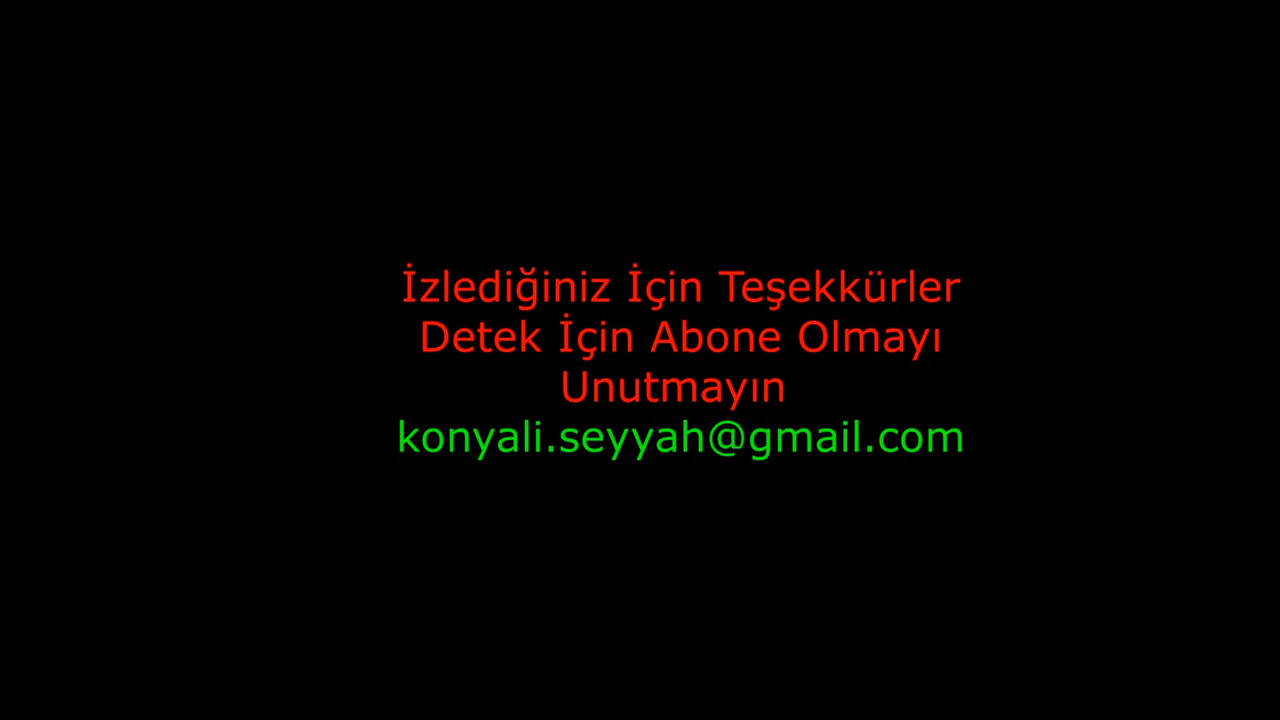 İzlediğiniz İçin Teşekkürler
Detek İçin Abone Olmayı
Unutmayın
konyali.seyyah@gmail.com